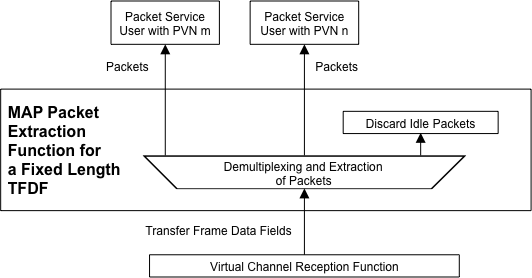 Packet Service
User with PVN m
Packet Service
User with PVN n
Packets
Packets
MAP Packet
Extraction
Function for
a Fixed Length
TFDF
Discard Idle Packets
Demultiplexing and Extraction
of Packets
Transfer Frame Data Fields
Virtual Channel Reception Function